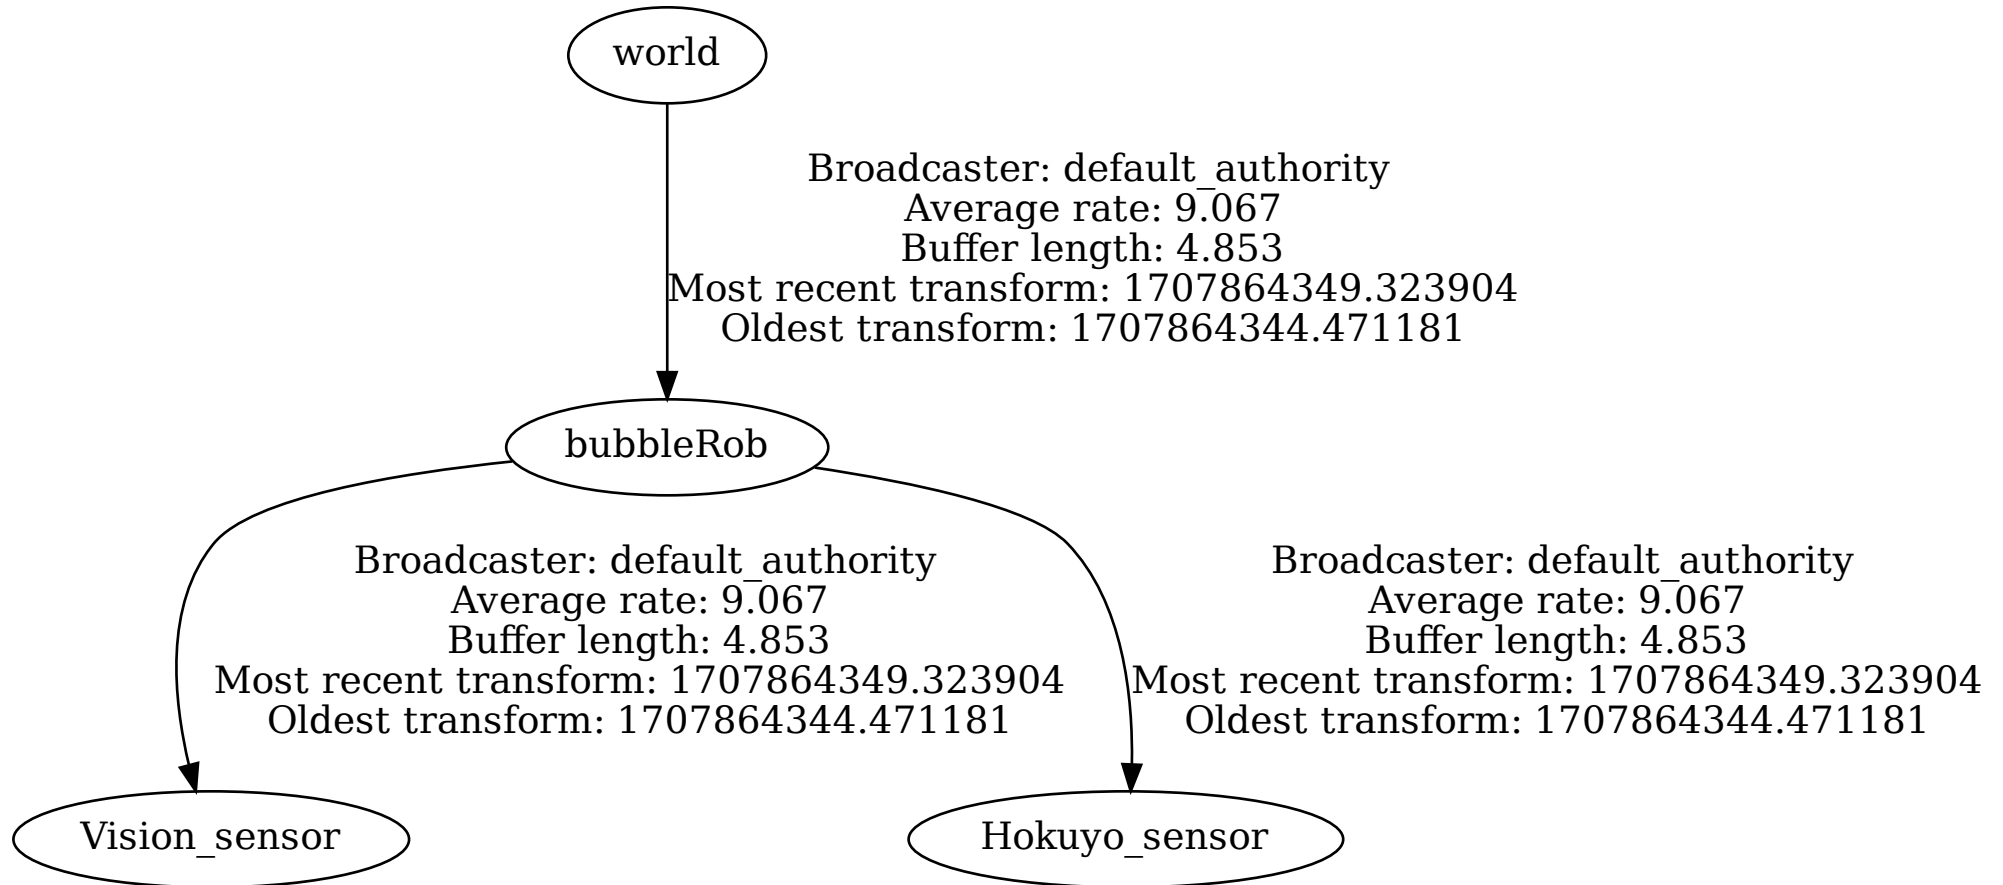 world
Broadcaster: default_authority
Average rate: 9.067
Buffer length: 4.853
Most recent transform: 1707864349.323904
Oldest transform: 1707864344.471181
bubbleRob
Broadcaster: default_authority
Average rate: 9.067
Buffer length: 4.853
Most recent transform: 1707864349.323904
Oldest transform: 1707864344.471181
Broadcaster: default_authority
Average rate: 9.067
Buffer length: 4.853
Most recent transform: 1707864349.323904
Oldest transform: 1707864344.471181
Vision_sensor
Hokuyo_sensor